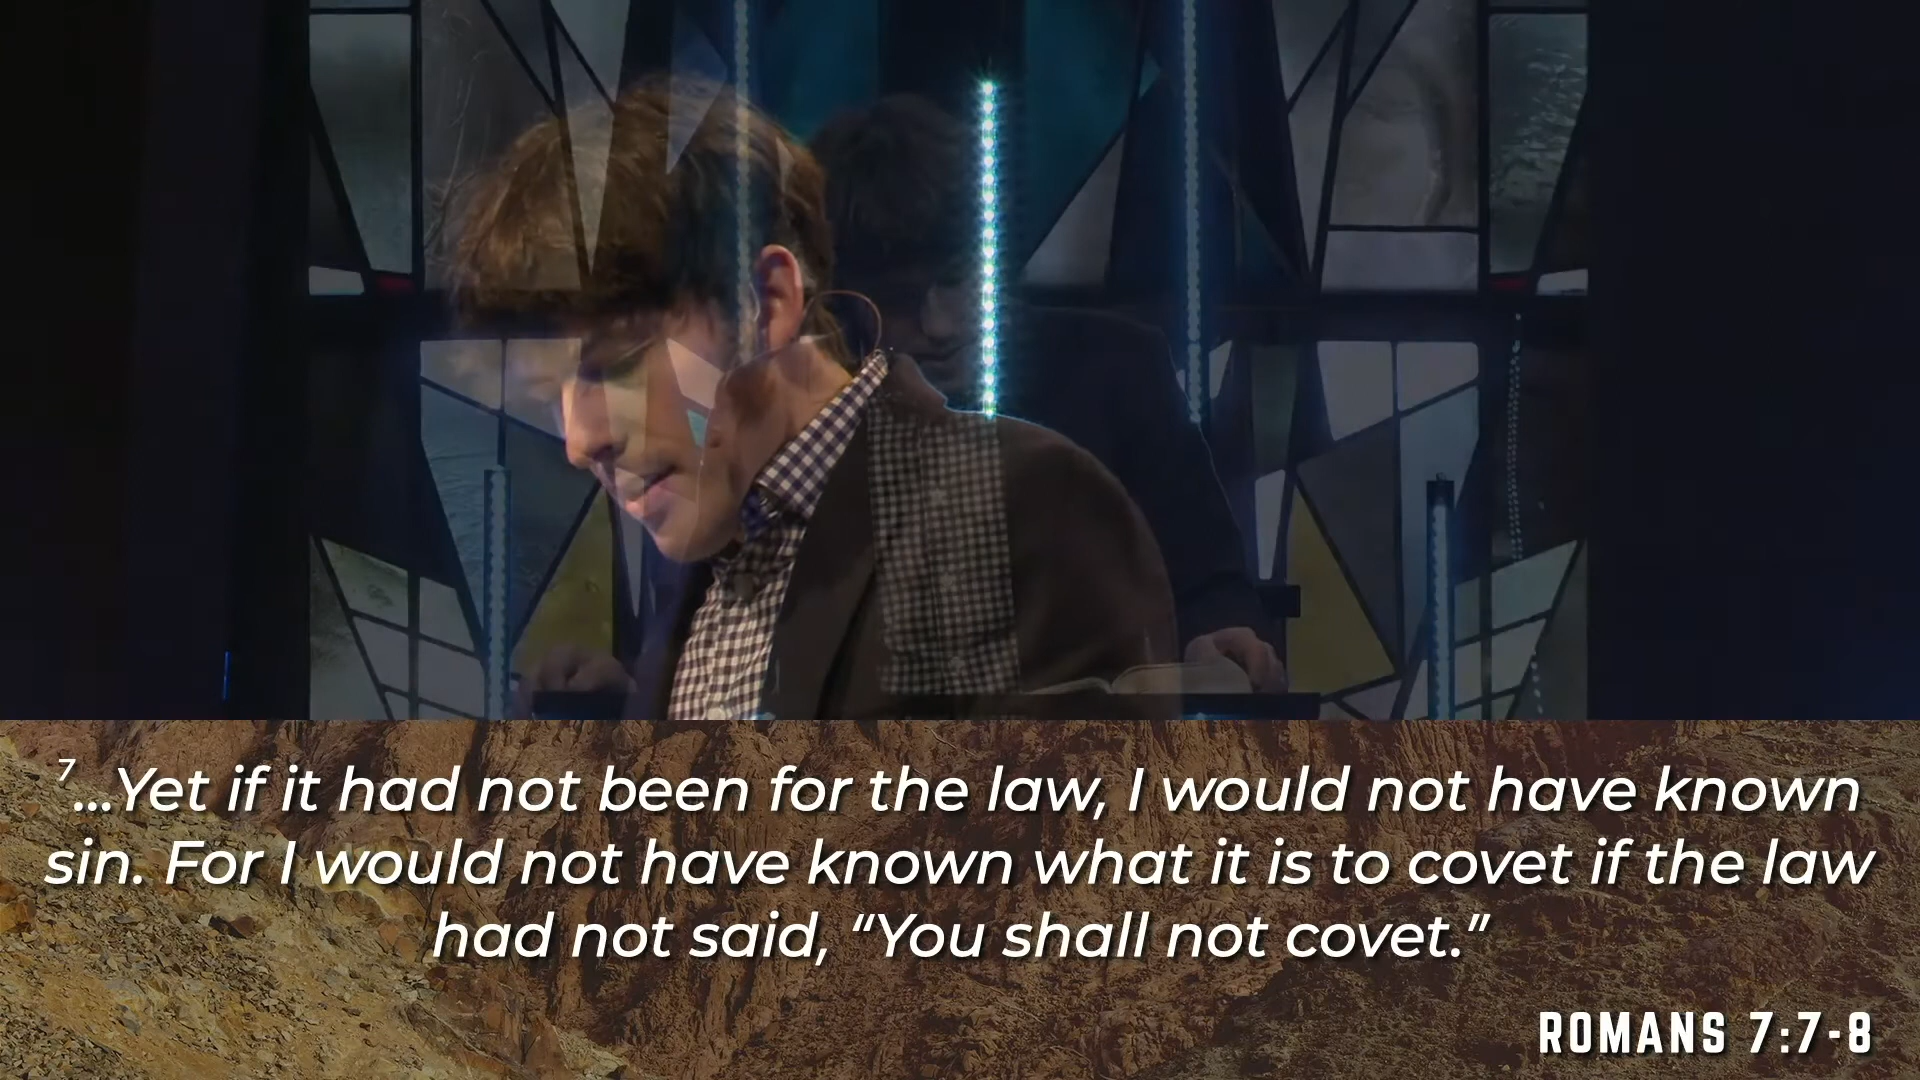 7...Yet if it had not been for the law, I would not have known
sin. For I would not have known what it is to covet if the law
had not said, “You shall not covet.”
ROMANS 7:7-8